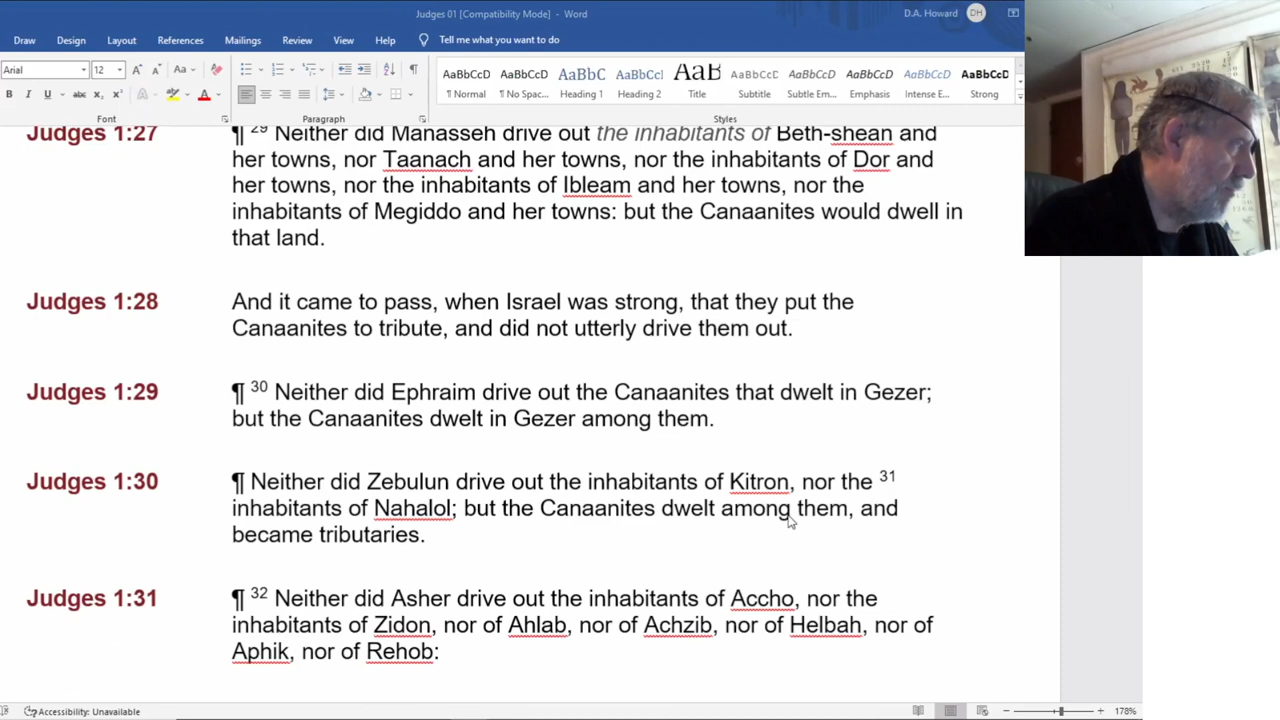 Judges 01 [Compatibility Mode] - Word
D.A. Howard DH
Draw Design Layout References Mailings Review View Help Tell me what you want to do
Arial 12 A A Aa
B I U abc x x A A
AaBbCcD AaBbCcD AaBbC AaBbCcI AaB AaBbCcD AaBbCcD AaBbCcD AaBbCcD AaBbCcD
¶ Normal ¶ No Spac... Heading 1 Heading 2 Title Subtitle Subtle Em... Emphasis Intense E... Strong
Font Paragraph Styles
Judges 1:27 ¶ 29 Neither did Manasseh drive out the inhabitants of Beth-shean and
her towns, nor Taanach and her towns, nor the inhabitants of Dor and
her towns, nor the inhabitants of Ibleam and her towns, nor the
inhabitants of Megiddo and her towns: but the Canaanites would dwell in
that land.
Judges 1:28 And it came to pass, when Israel was strong, that they put the
Canaanites to tribute, and did not utterly drive them out.
Judges 1:29 ¶ 30 Neither did Ephraim drive out the Canaanites that dwelt in Gezer;
but the Canaanites dwelt in Gezer among them.
Judges 1:30 ¶ Neither did Zebulun drive out the inhabitants of Kitron, nor the 31
inhabitants of Nahalol; but the Canaanites dwelt among them, and
became tributaries.
Judges 1:31 ¶ 32 Neither did Asher drive out the inhabitants of Accho, nor the
inhabitants of Zidon, nor of Ahlab, nor of Achzib, nor of Helbah, nor of
Aphik, nor of Rehob:
Accessibility: Unavailable 178%